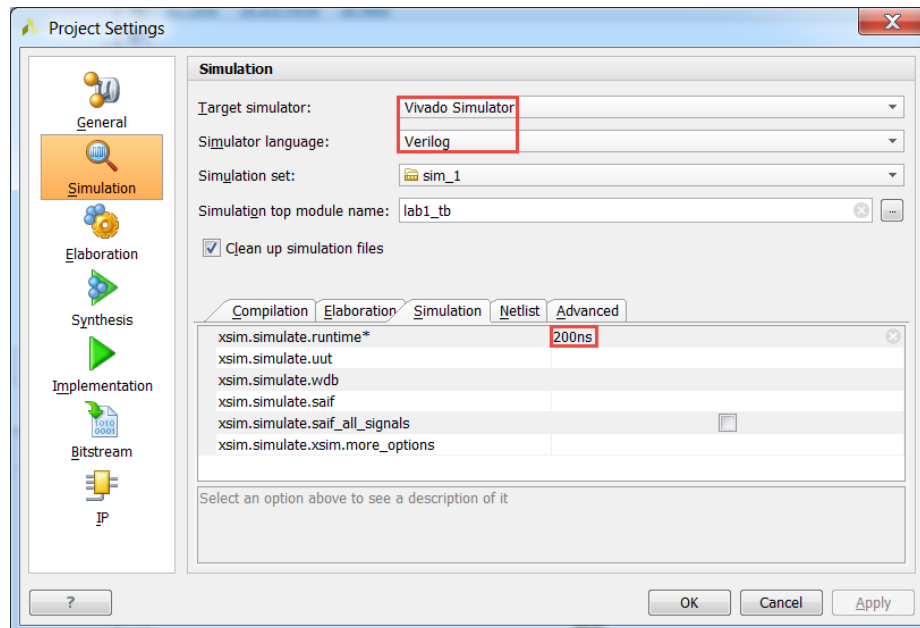 Project Settings
General
Simulation
Elaboration
Synthesis
Implementation
1010
0001
Bitstream
IP
Simulation
Target simulator: Vivado Simulator
Simulator language: Verilog
Simulation set: sim_1
Simulation top module name: lab1_tb ...
Clean up simulation files
Compilation Elaboration Simulation Netlist Advanced
xsim.simulate.runtime* 200ns
xsim.simulate.uut
xsim.simulate.wdb
xsim.simulate.saif
xsim.simulate.saif_all_signals
xsim.simulate.xsim.more_options
Select an option above to see a description of it
? OK Cancel Apply